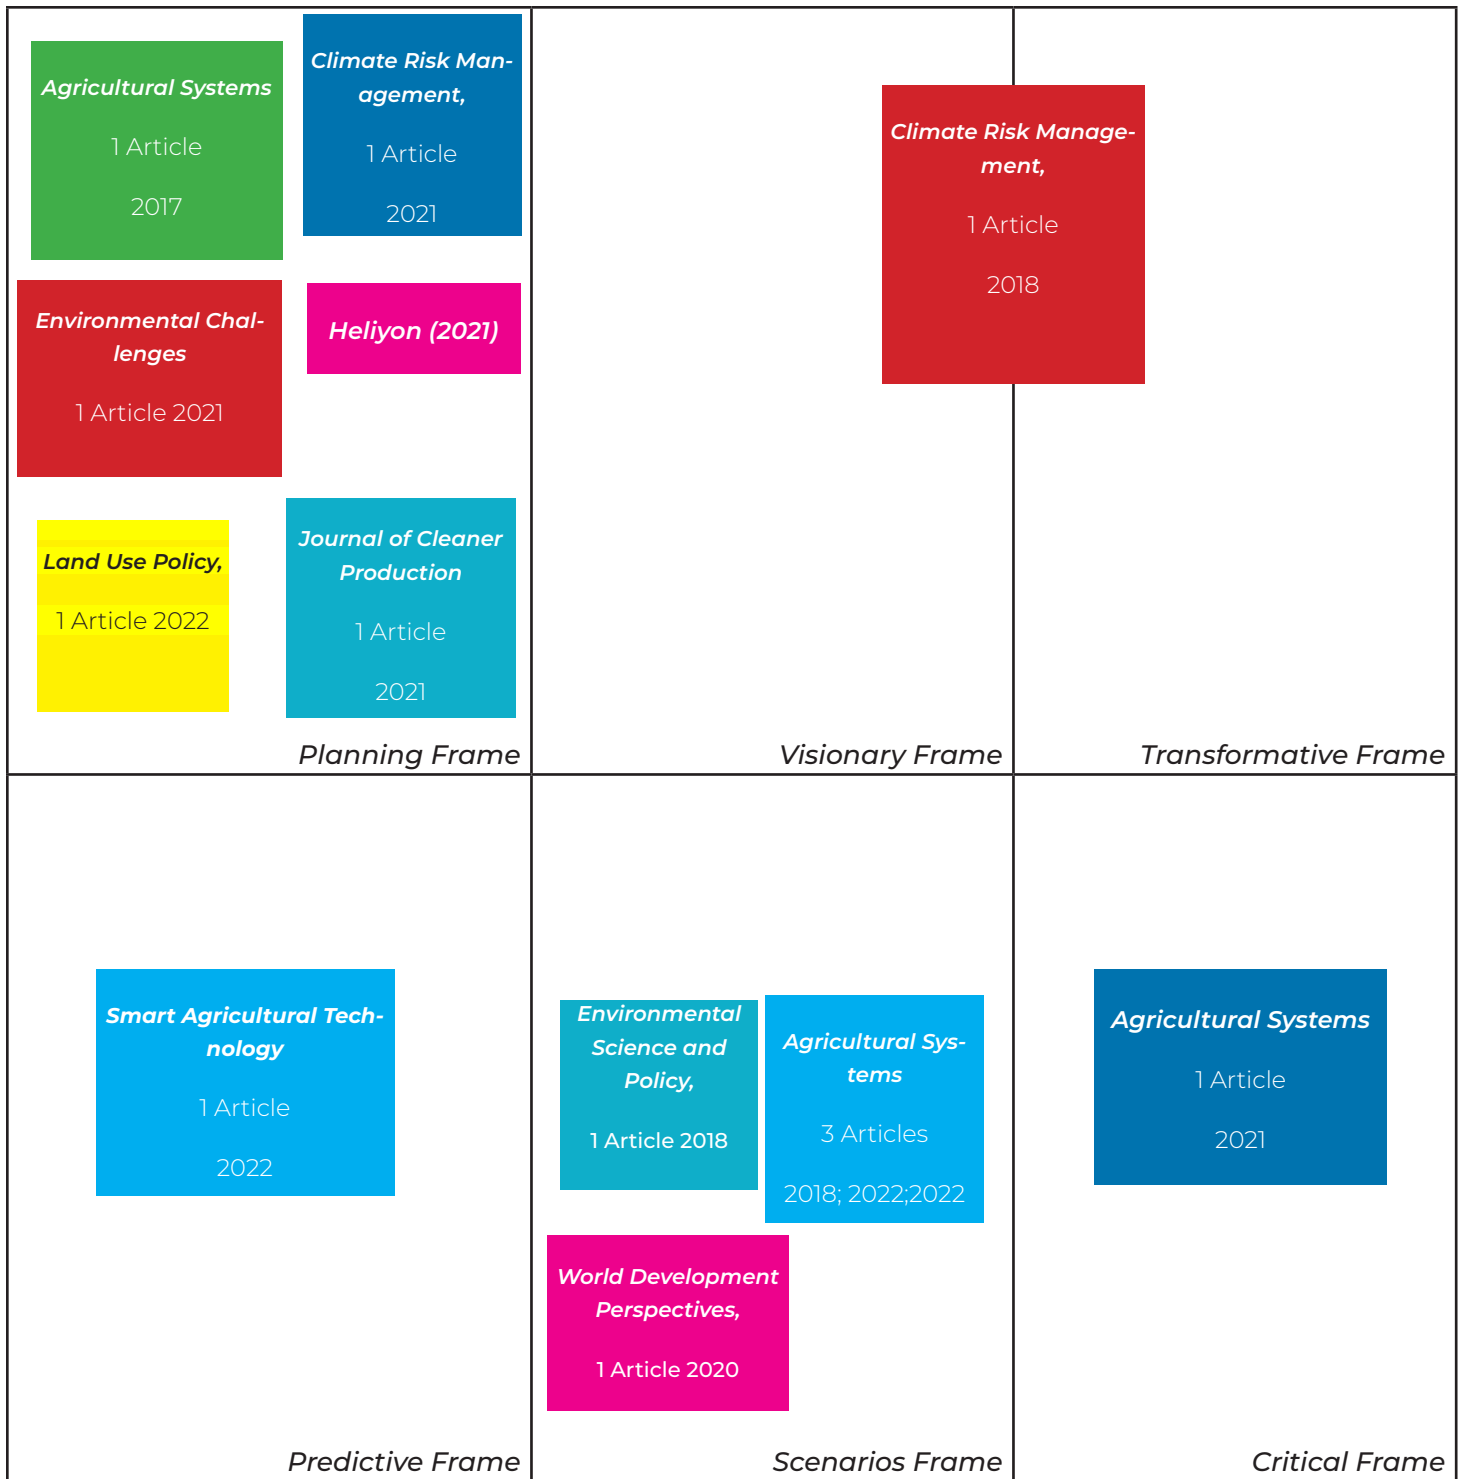 Agricultural Systems
1 Article
2017
Climate Risk Man-
agement,
1 Article
2021
Environmental Chal-
lenges
1 Article 2021
Heliyon (2021)
Land Use Policy,
1 Article 2022
Journal of Cleaner
Production
1 Article
2021
Planning Frame
Climate Risk Manage-
ment,
1 Article
2018
Visionary Frame
Transformative Frame
Smart Agricultural Tech-
nology
1 Article
2022
Predictive Frame
Environmental
Science and
Policy,
1 Article 2018
Agricultural Sys-
tems
3 Articles
2018; 2022;2022
World Development
Perspectives,
1 Article 2020
Scenarios Frame
Agricultural Systems
1 Article
2021
Critical Frame